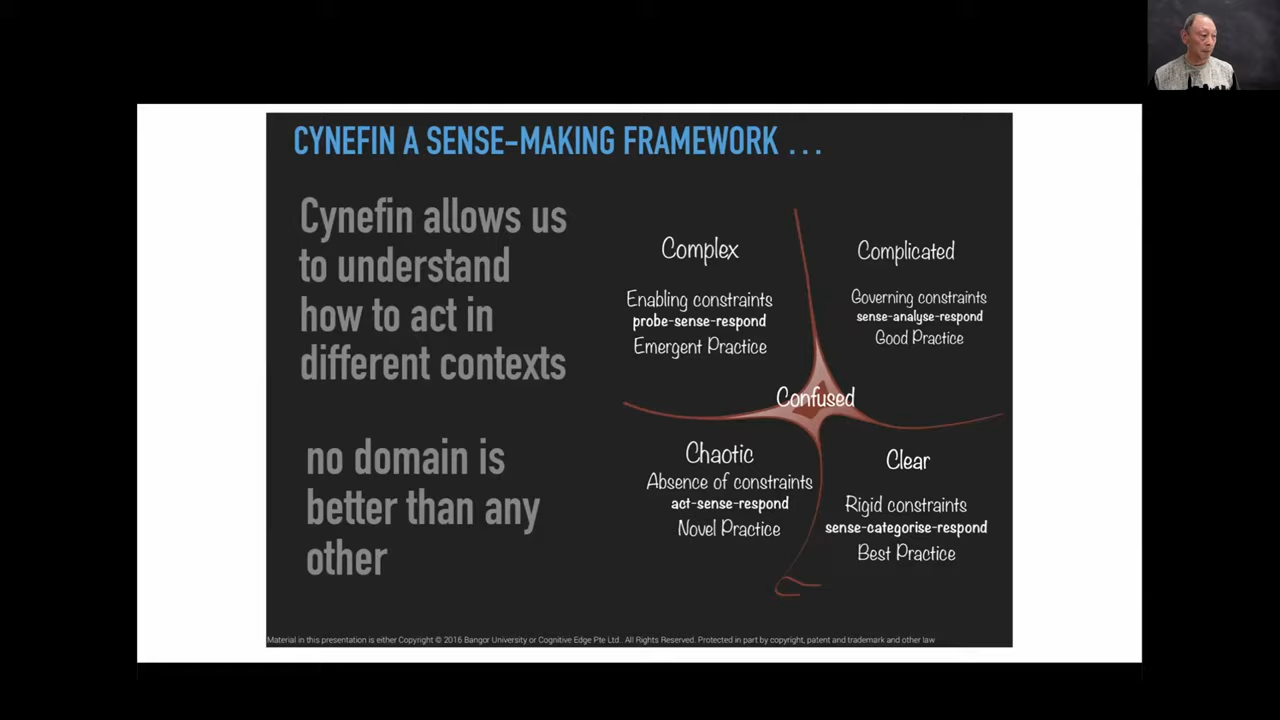 CYNEFIN A SENSE-MAKING FRAMEWORK ...
Cynefin allows us
to understand
how to act in
different contexts
no domain is
better than any
other
Complex
Enabling constraints
probe-sense-respond
Emergent Practice
Complicated
Governing constraints
sense-analyse-respond
Good Practice
Confused
Chaotic
Absence of constraints
act-sense-respond
Novel Practice
Clear
Rigid constraints
sense-categorise-respond
Best Practice
Material in this presentation is either Copyright © 2016 Bangor University or Cognitive Edge Pte Ltd.. All Rights Reserved. Protected in part by copyright, patent and trademark and other law